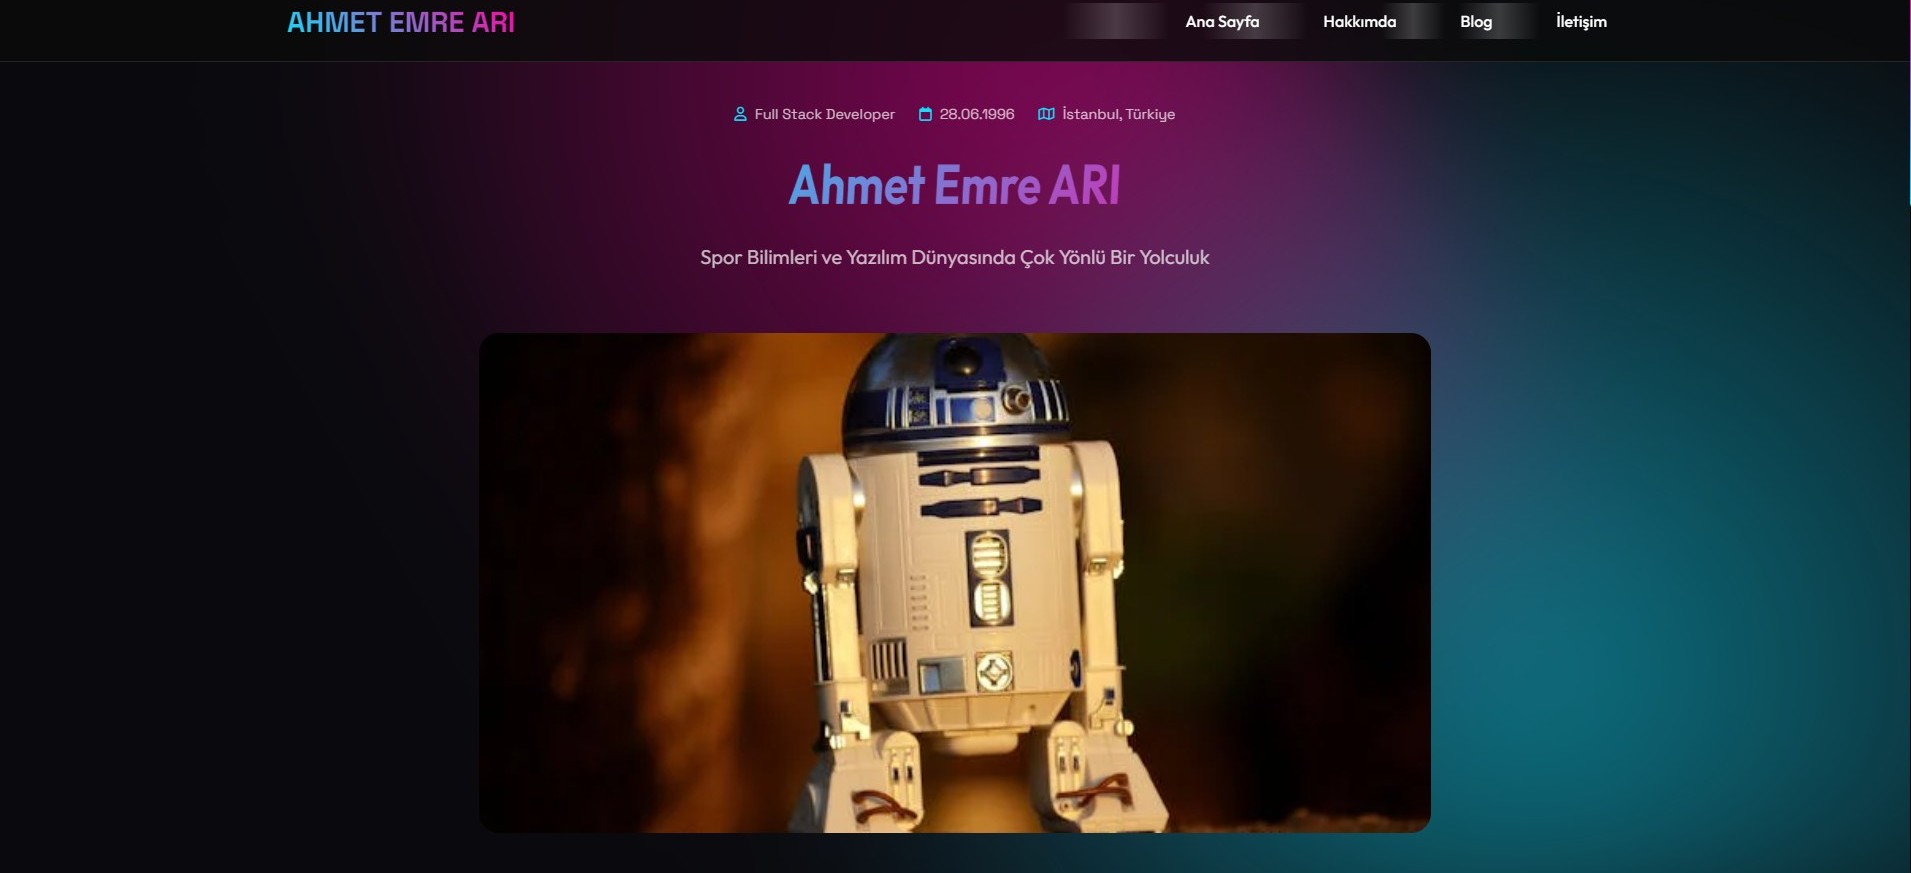 AHMET EMRE ARI
Ana Sayfa Hakkımda Blog İletişim
Full Stack Developer 28.06.1996 İstanbul, Türkiye
Ahmet Emre ARI
Spor Bilimleri ve Yazılım Dünyasında Çok Yönlü Bir Yolculuk